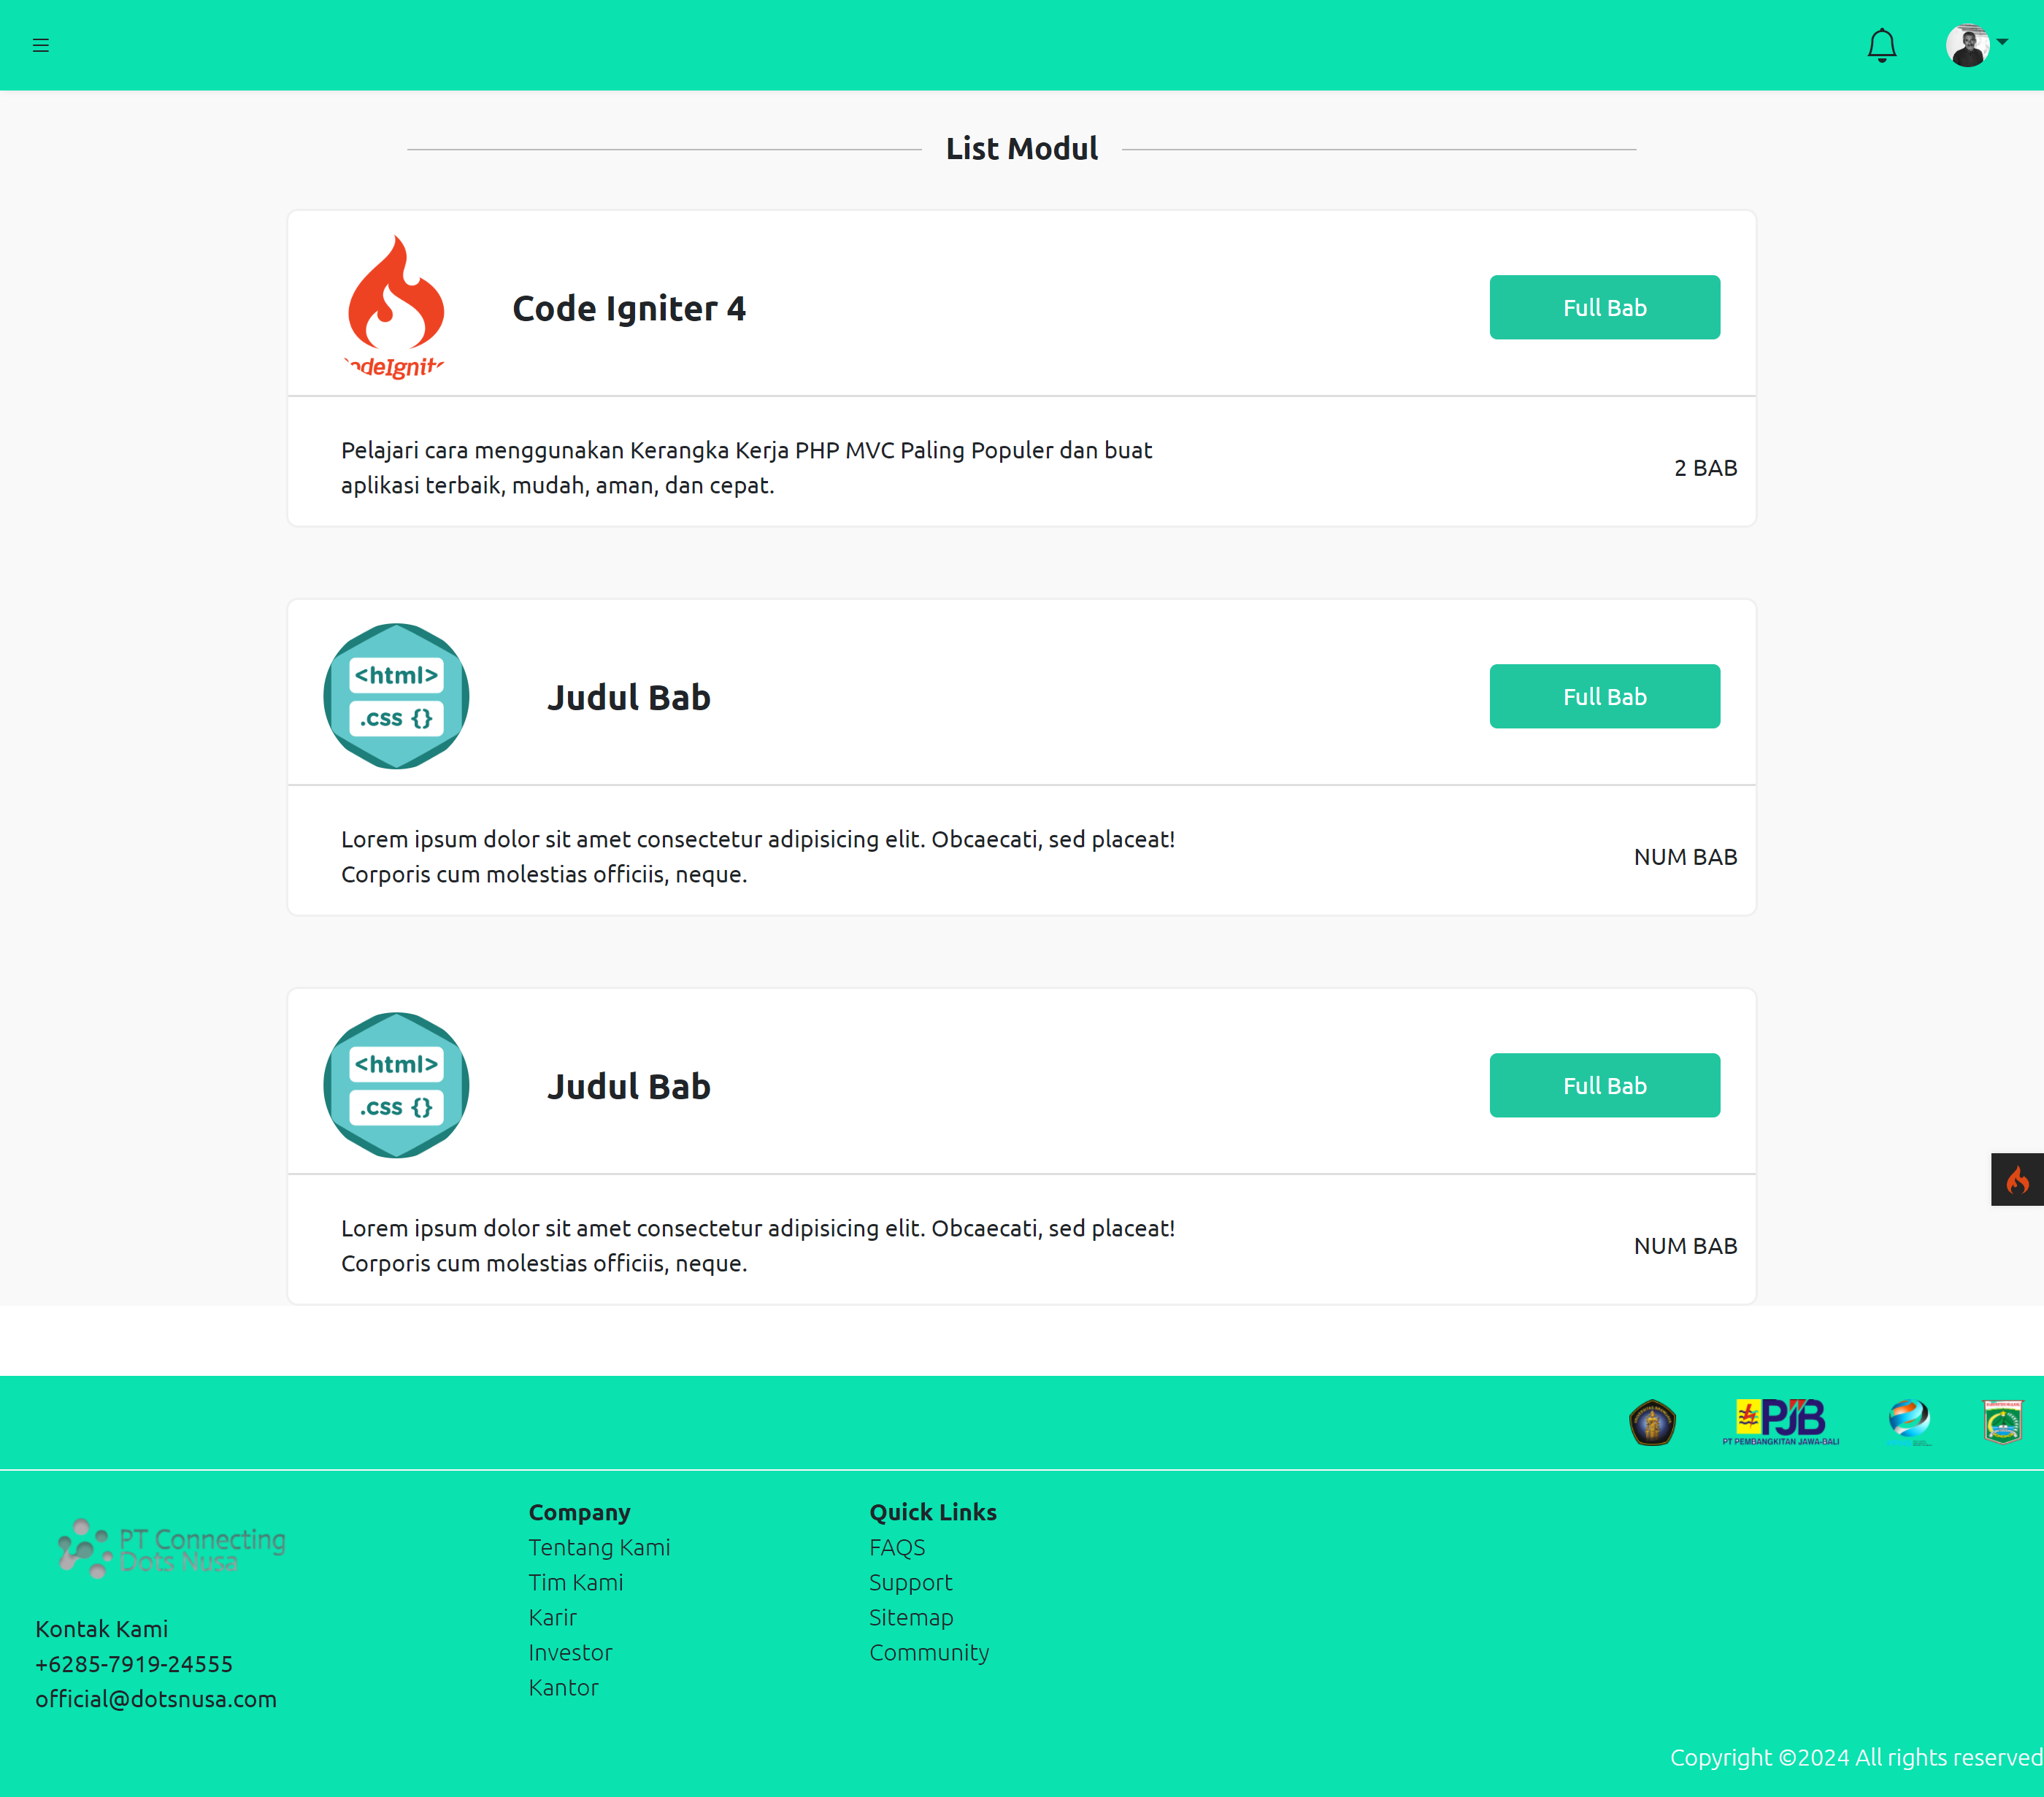 List Modul
CodeIgnite
Code Igniter 4
Full Bab
Pelajari cara menggunakan Kerangka Kerja PHP MVC Paling Populer dan buat
aplikasi terbaik, mudah, aman, dan cepat.
2 BAB
<html>
.css {}
Judul Bab
Full Bab
Lorem ipsum dolor sit amet consectetur adipisicing elit. Obcaecati, sed placeat!
Corporis cum molestias officiis, neque.
NUM BAB
<html>
.css {}
Judul Bab
Full Bab
Lorem ipsum dolor sit amet consectetur adipisicing elit. Obcaecati, sed placeat!
Corporis cum molestias officiis, neque.
NUM BAB
PJB
PT PEMBANGKITAN JAWA-BALI
PT Connecting
Dots Nusa
Kontak Kami
+6285-7919-24555
official@dotsnusa.com
Company
Tentang Kami
Tim Kami
Karir
Investor
Kantor
Quick Links
FAQS
Support
Sitemap
Community
Copyright ©2024 All rights reserved